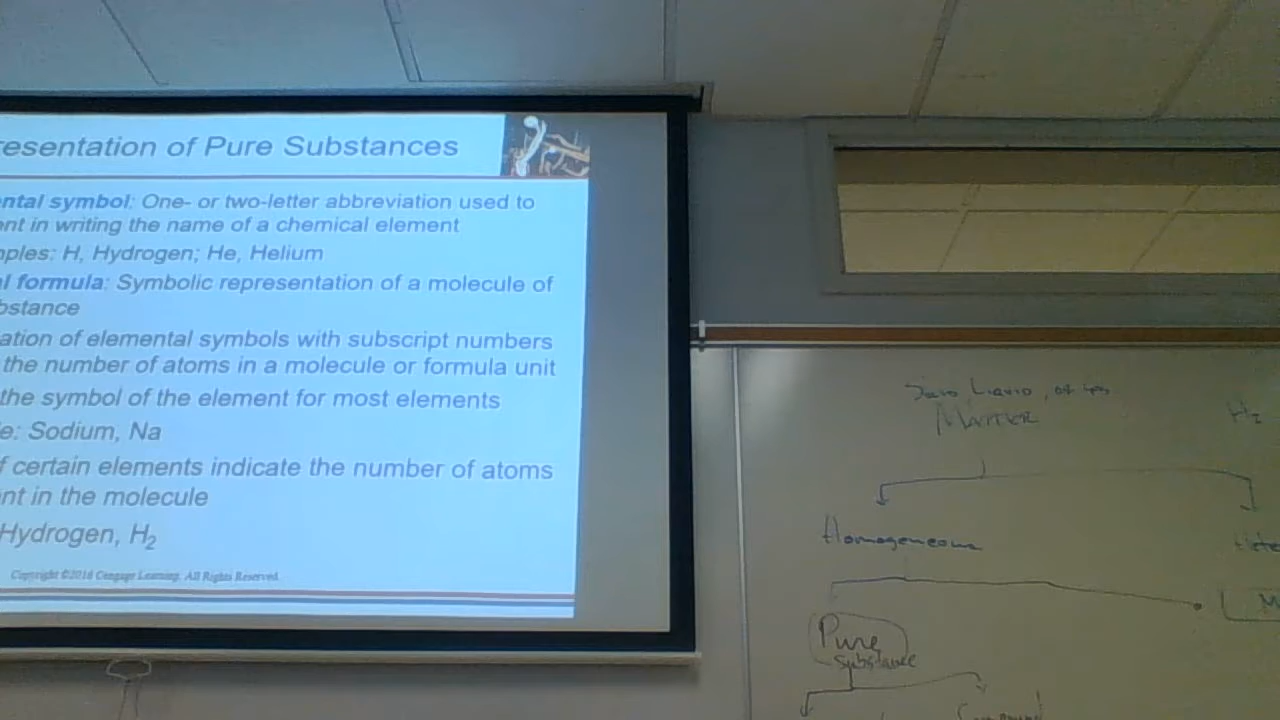 resentation of Pure Substances
ntal symbol: One- or two-letter abbreviation used to
nt in writing the name of a chemical element
ples: H, Hydrogen; He, Helium
l formula: Symbolic representation of a molecule of
bstance
ation of elemental symbols with subscript numbers
the number of atoms in a molecule or formula unit
the symbol of the element for most elements
e: Sodium, Na
f certain elements indicate the number of atoms
nt in the molecule
Hydrogen, H₂
Copyright ©2016 Cengage Learning. All Rights Reserved.
Liquid,
MATTER
H₂
Homogeneous
Hete
M
Pure
substance